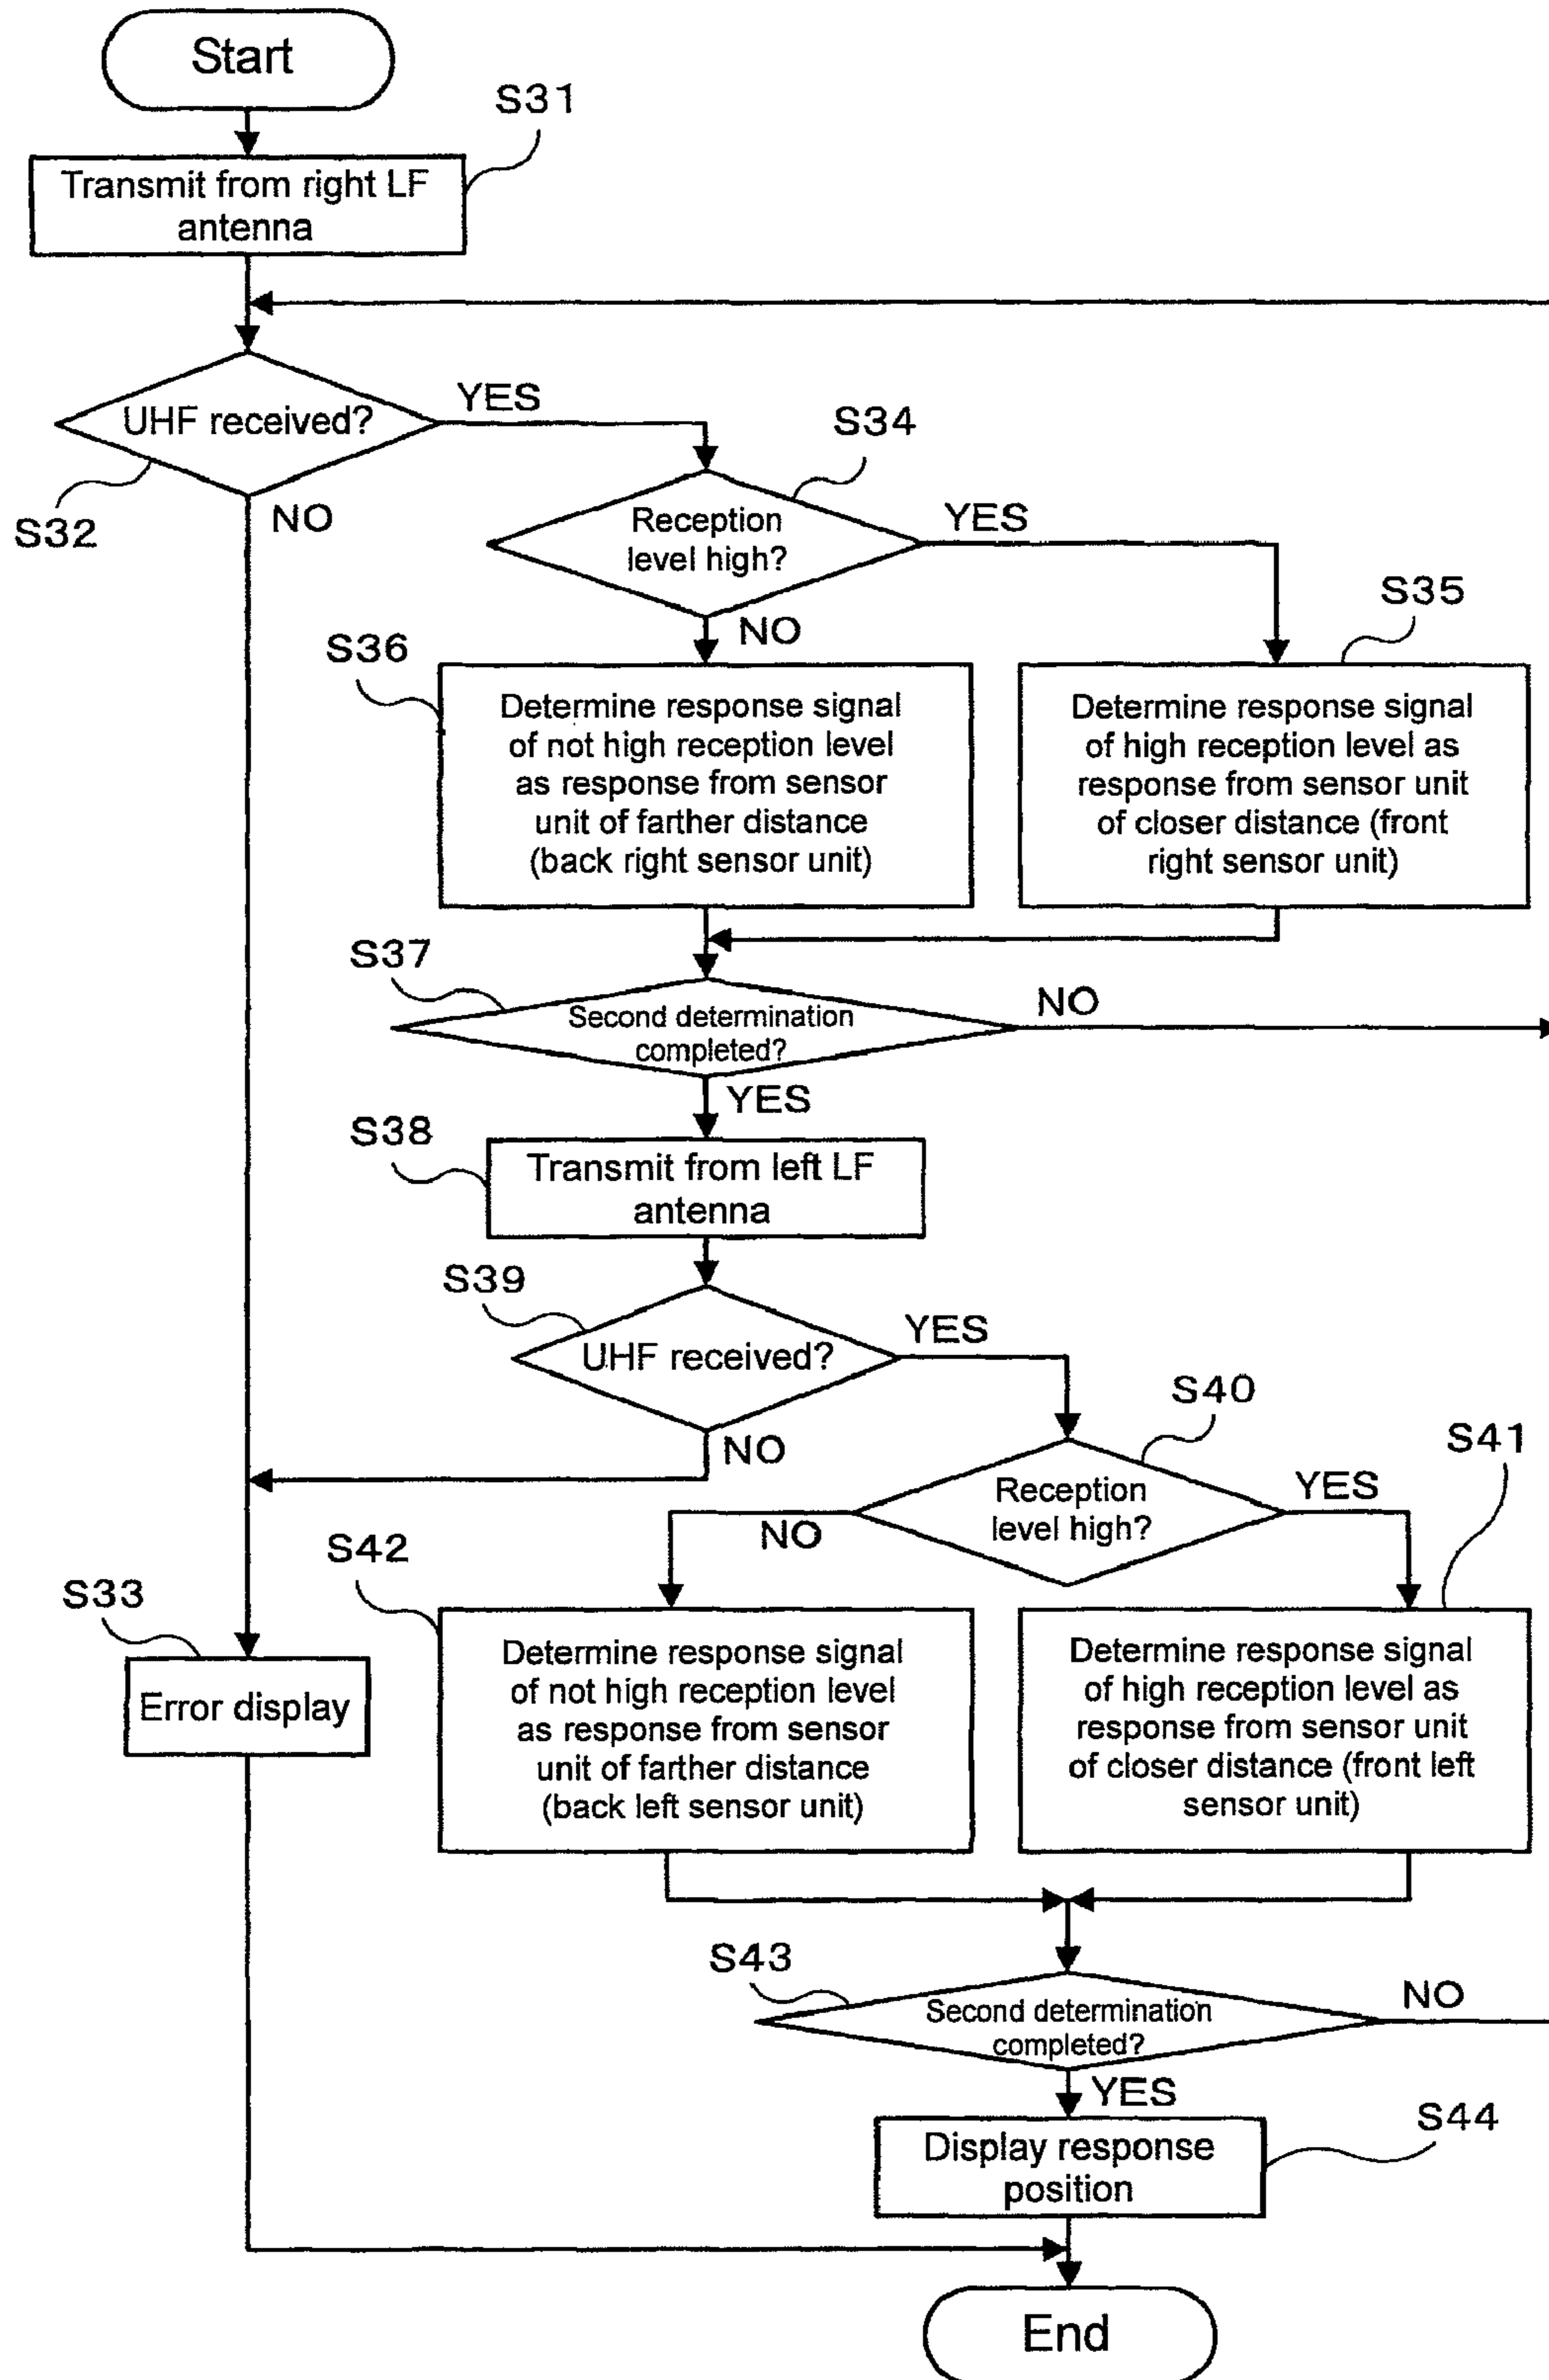 Start
S31
Transmit from right LF
antenna
UHF received?
YES
S32
NO
S34
Reception
level high?
YES
NO
S35
S36
Determine response signal
of not high reception level
as response from sensor
unit of farther distance
(back right sensor unit)
Determine response signal
of high reception level as
response from sensor unit
of closer distance (front
right sensor unit)
S37
Second determination
completed?
NO
YES
S38
Transmit from left LF
antenna
S39
UHF received?
YES
NO
S40
Reception
level high?
YES
NO
S41
S42
S33
Error display
Determine response signal
of not high reception level
as response from sensor
unit of farther distance
(back left sensor unit)
Determine response signal
of high reception level as
response from sensor unit
of closer distance (front left
sensor unit)
S43
Second determination
completed?
NO
YES
S44
Display response
position
End